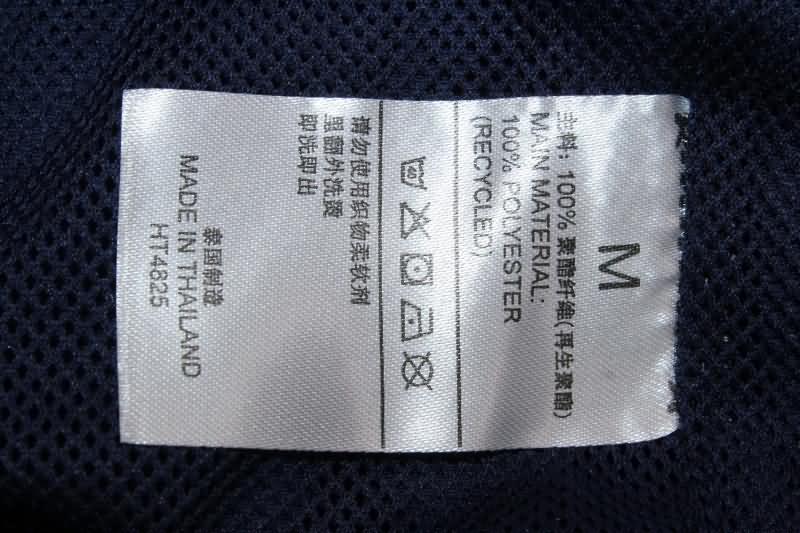 M
主料: 100% 聚酯纤维(再生聚酯)
MAIN MATERIAL:
100% POLYESTER
(RECYCLED)
请勿使用织物柔软剂
里翻外洗烫
即洗即出
泰国制造
MADE IN THAILAND
HT4825